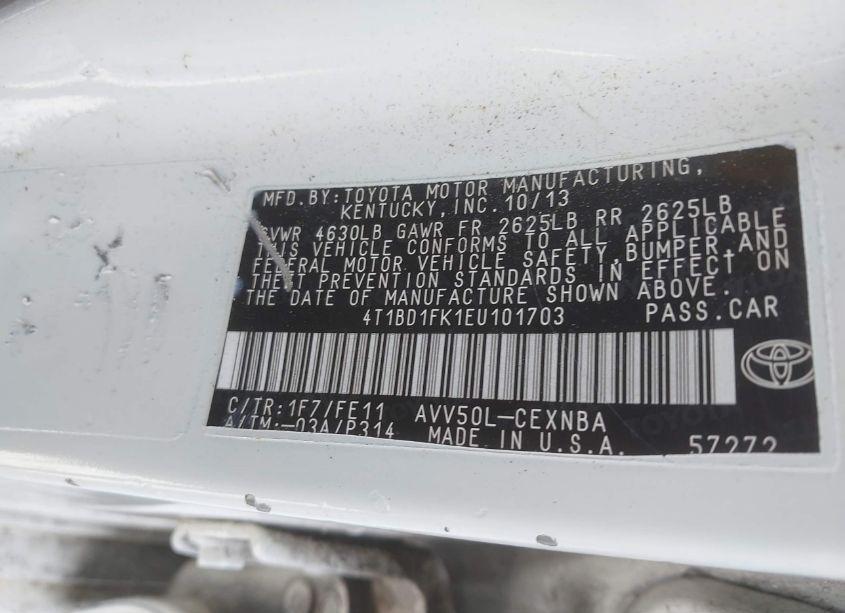 MFD.BY:TOYOTA MOTOR MANUFACTURING,
KENTUCKY,INC.10/13
GVWR 4630LB GAWR FR 2625LB RR 2625LB
THIS VEHICLE CONFORMS TO ALL APPLICABLE
FEDERAL MOTOR VEHICLE SAFETY,BUMPER,AND
THEFT PREVENTION STANDARDS IN EFFECT ON
THE DATE OF MANUFACTURE SHOWN ABOVE.
4T1BD1FK1EU101703 PASS.CAR
C/TR:1F7/FE11 AVV50L-CEXNBA
A/TM:-03A/P314 MADE IN U.S.A. 57272